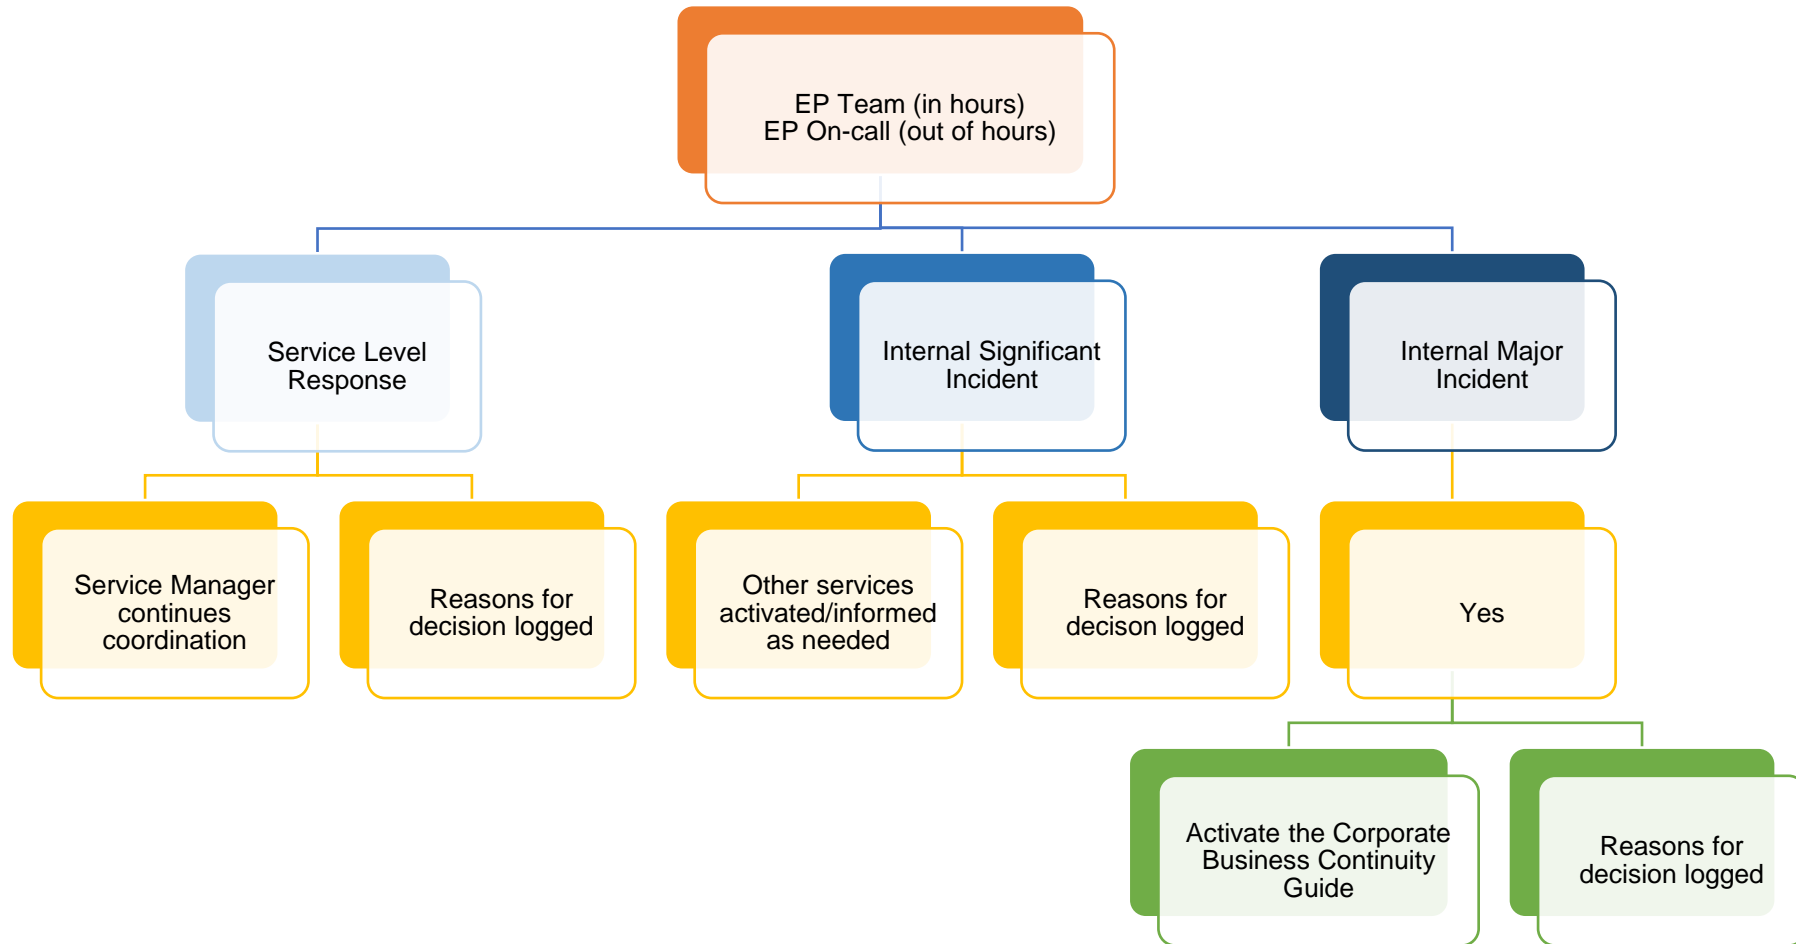 EP Team (in hours)
EP On-call (out of hours)
Service Level
Response
Internal Significant
Incident
Internal Major
Incident
Service Manager
continues
coordination
Reasons for
decision logged
Other services
activated/informed
as needed
Reasons for
decison logged
Yes
Activate the Corporate
Business Continuity
Guide
Reasons for
decision logged